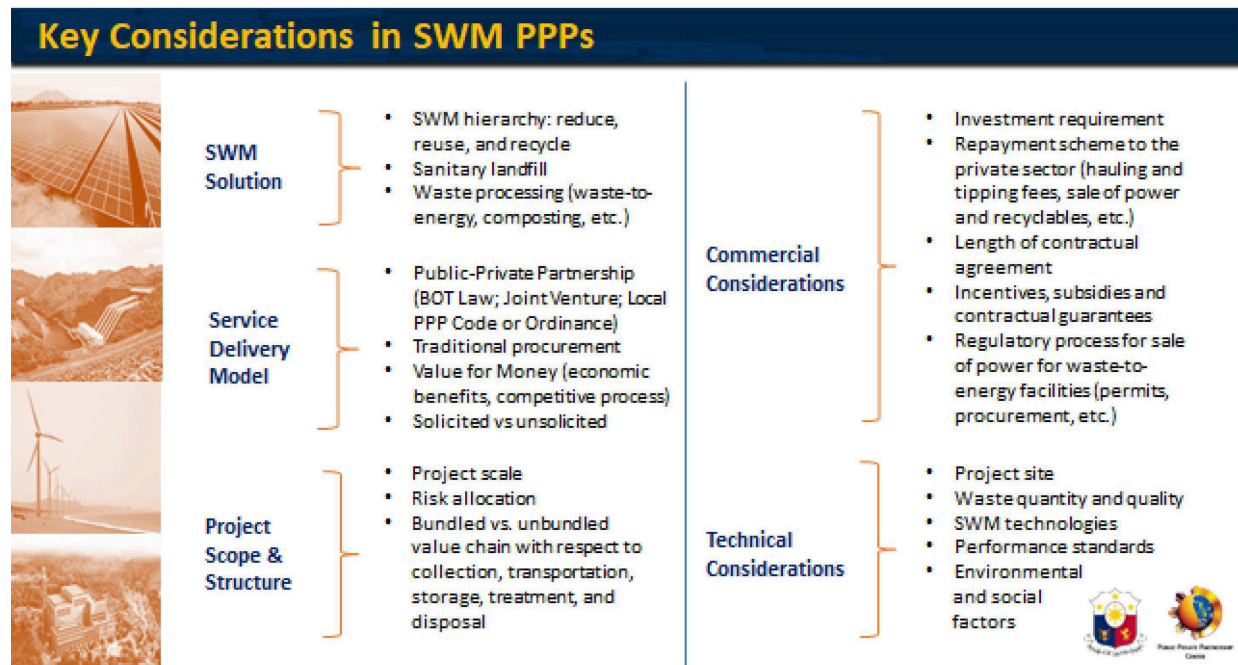 Key Considerations in SWM PPPs
SWM
Solution
• SWM hierarchy: reduce,
reuse, and recycle
• Sanitary landfill
• Waste processing (waste-to-
energy, composting, etc.)
Service
Delivery
Model
• Public-Private Partnership
(BOT Law; Joint Venture; Local
PPP Code or Ordinance)
• Traditional procurement
• Value for Money (economic
benefits, competitive process)
• Solicited vs unsolicited
Project
Scope &
Structure
• Project scale
• Risk allocation
• Bundled vs. unbundled
value chain with respect to
collection, transportation,
storage, treatment, and
disposal
Commercial
Considerations
• Investment requirement
• Repayment scheme to the
private sector (hauling and
tipping fees, sale of power
and recyclables, etc.)
• Length of contractual
agreement
• Incentives, subsidies and
contractual guarantees
• Regulatory process for sale
of power for waste-to-
energy facilities (permits,
procurement, etc.)
Technical
Considerations
• Project site
• Waste quantity and quality
• SWM technologies
• Performance standards
• Environmental
and social
factors
Public-Private Partnership
Center